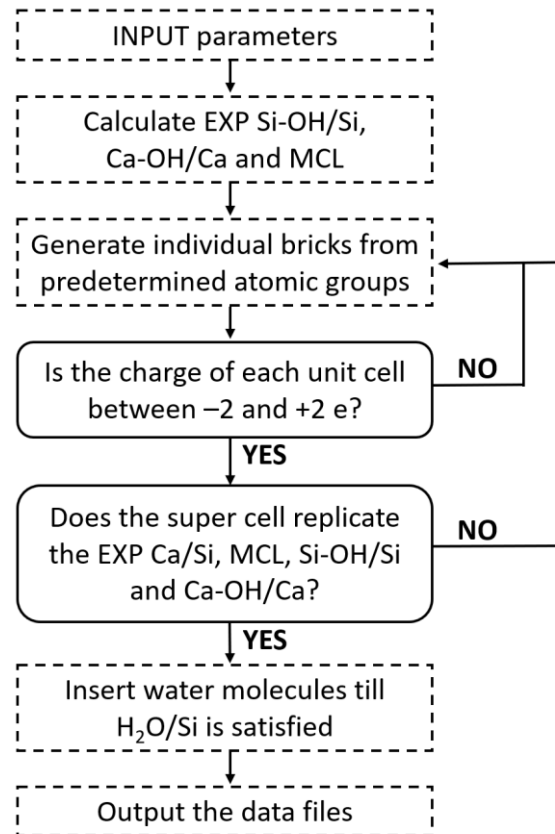 INPUT parameters
Calculate EXP Si-OH/Si,
Ca-OH/Ca and MCL
Generate individual bricks from
predetermined atomic groups
Is the charge of each unit cell
between –2 and +2 e?
NO
YES
Does the super cell replicate
the EXP Ca/Si, MCL, Si-OH/Si
and Ca-OH/Ca?
NO
YES
Insert water molecules till
H₂O/Si is satisfied
Output the data files